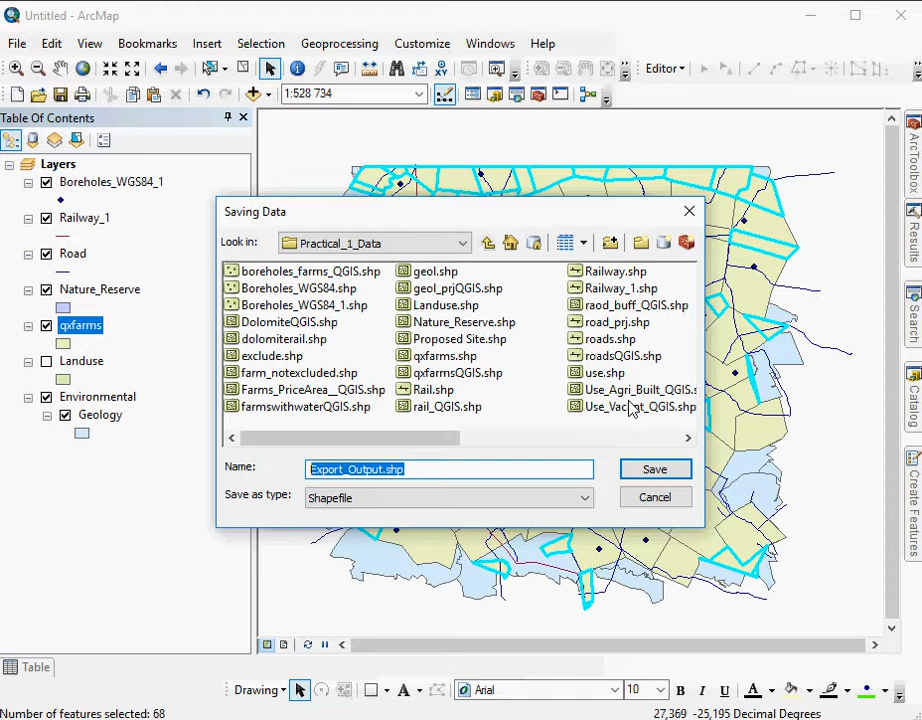 Untitled - ArcMap
File Edit View Bookmarks Insert Selection Geoprocessing Customize Windows Help
Editor
1:528 734
Table Of Contents
Layers
Boreholes_WGS84_1
Railway_1
Road
Nature_Reserve
qxfarms
Landuse
Environmental
Geology
Saving Data
Look in: Practical_1_Data
boreholes_farms_QGIS.shp geol.shp Railway.shp
Boreholes_WGS84.shp geol_prjQGIS.shp Railway_1.shp
Boreholes_WGS84_1.shp Landuse.shp raod_buff_QGIS.shp
DolomiteQGIS.shp Nature_Reserve.shp road_prj.shp
dolomiterail.shp Proposed Site.shp roads.shp
exclude.shp qxfarms.shp roadsQGIS.shp
farm_notexcluded.shp qxfarmsQGIS.shp use.shp
Farms_PriceArea__QGIS.shp Rail.shp Use_Agri_Built_QGIS.s
farmswithwaterQGIS.shp rail_QGIS.shp Use_Vacant_QGIS.shp
Name: Export_Output.shp Save
Save as type: Shapefile Cancel
ArcToolbox
Results
Search
Catalog
Create Features
Table
Drawing Arial 10 B I U A
Number of features selected: 68 27,369 -25,195 Decimal Degrees